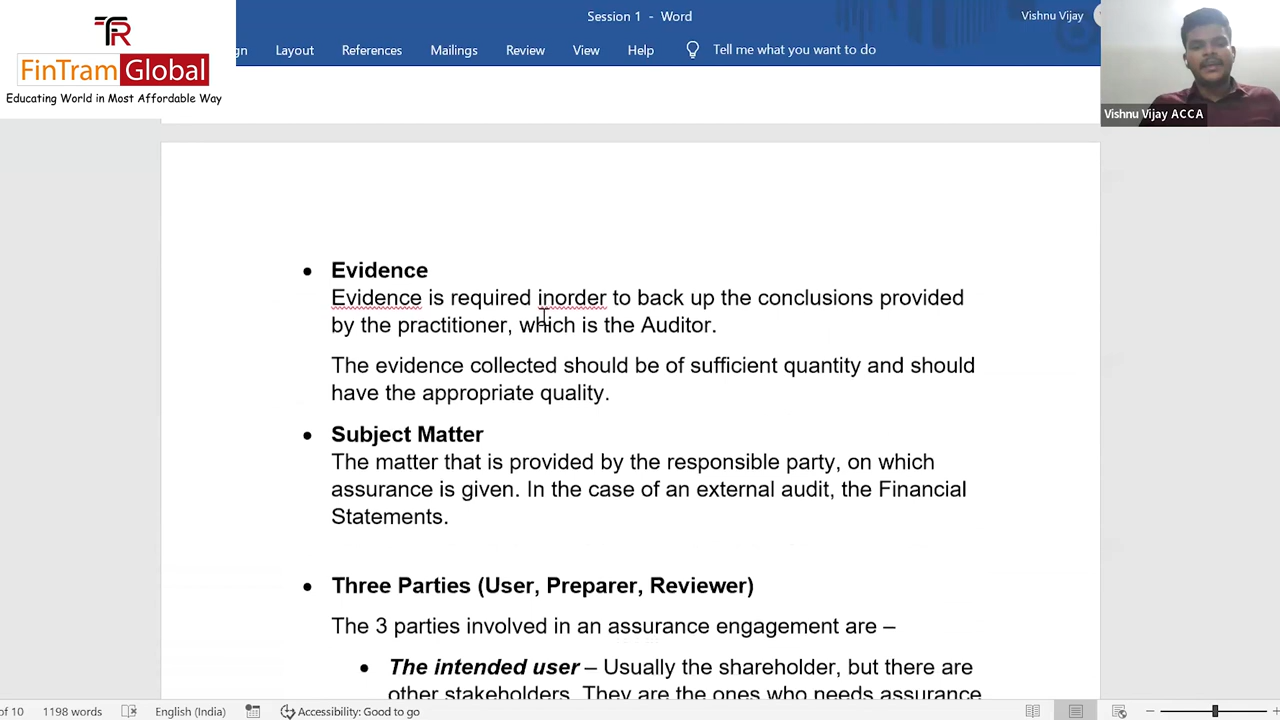 TR
FinTram Global
Educating World in Most Affordable Way
Session 1 - Word
Vishnu Vijay
Layout References Mailings Review View Help Tell me what you want to do
Vishnu Vijay ACCA
• Evidence
Evidence is required inorder to back up the conclusions provided
by the practitioner, which is the Auditor.
The evidence collected should be of sufficient quantity and should
have the appropriate quality.
• Subject Matter
The matter that is provided by the responsible party, on which
assurance is given. In the case of an external audit, the Financial
Statements.
• Three Parties (User, Preparer, Reviewer)
The 3 parties involved in an assurance engagement are –
• The intended user – Usually the shareholder, but there are
other stakeholders. They are the ones who needs assurance
of 10 1198 words English (India) Accessibility: Good to go